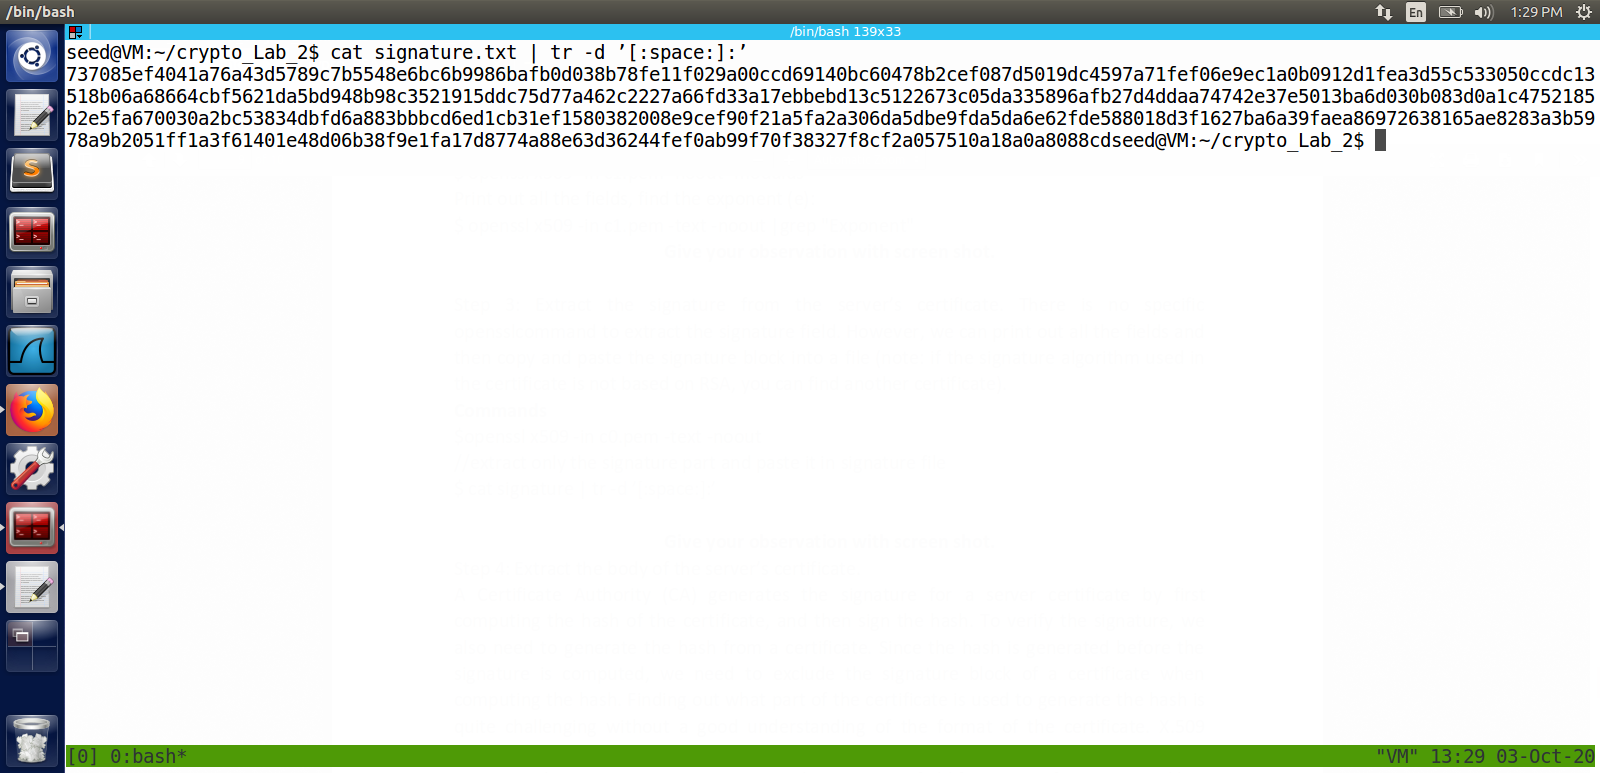 /bin/bash
En
1:29 PM
/bin/bash 139x33
seed@VM:~/crypto_Lab_2$ cat signature.txt | tr -d ’[:space:]:’
737085ef4041a76a43d5789c7b5548e6bc6b9986bafb0d038b78fe11f029a00ccd69140bc60478b2cef087d5019dc4597a71fef06e9ec1a0b0912d1fea3d55c533050ccdc13
518b06a68664cbf5621da5bd948b98c3521915ddc75d77a462c2227a66fd33a17ebbebd13c5122673c05da335896afb27d4ddaa74742e37e5013ba6d030b083d0a1c4752185
b2e5fa670030a2bc53834dbfd6a883bbbcd6ed1cb31ef1580382008e9cef90f21a5fa2a306da5dbe9fda5da6e62fde588018d3f1627ba6a39faea86972638165ae8283a3b59
78a9b2051ff1a3f61401e48d06b38f9e1fa17d8774a88e63d36244fef0ab99f70f38327f8cf2a057510a18a0a8088cdseed@VM:~/crypto_Lab_2$
[0] 0:bash*
"VM" 13:29 03-Oct-20